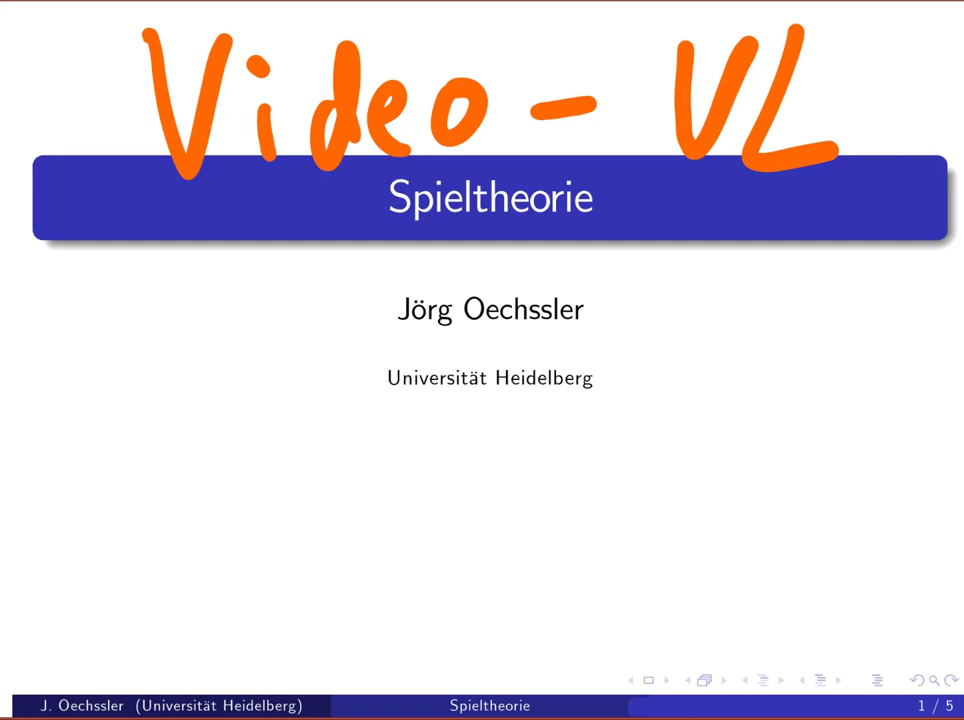 Video - VL
Spieltheorie
Jörg Oechssler
Universität Heidelberg
J. Oechssler (Universität Heidelberg) Spieltheorie 1 / 5